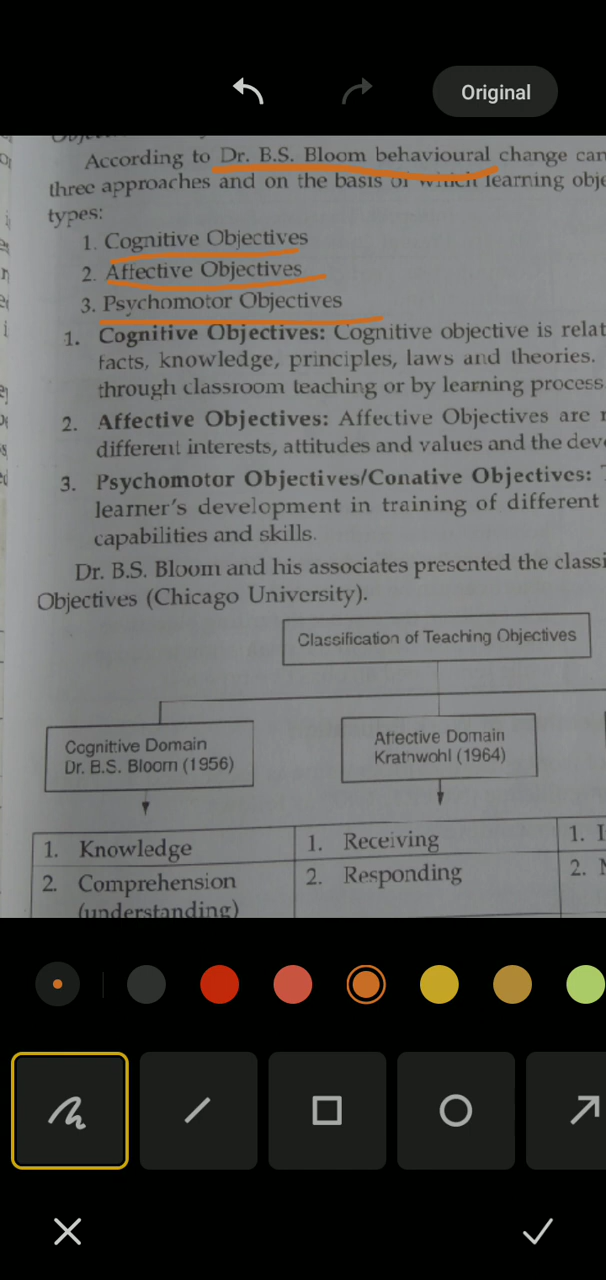 Original
According to Dr. B.S. Bloom behavioural change can
three approaches and on the basis of which learning obje
types:
1. Cognitive Objectives
2. Affective Objectives
3. Psychomotor Objectives
1. Cognitive Objectives: Cognitive objective is relat
facts, knowledge, principles, laws and theories.
through classroom teaching or by learning process
2. Affective Objectives: Affective Objectives are
different interests, attitudes and values and the dev
3. Psychomotor Objectives/Conative Objectives:
learner's development in training of different
capabilities and skills.
Dr. B.S. Bloom and his associates presented the classi
Objectives (Chicago University).
Classification of Teaching Objectives
Cognitive Domain
Dr. B.S. Bloom (1956)
Affective Domain
Krathwohl (1964)
1. Knowledge
1. Receiving
1.
2. Comprehension
(understanding)
2. Responding
2.